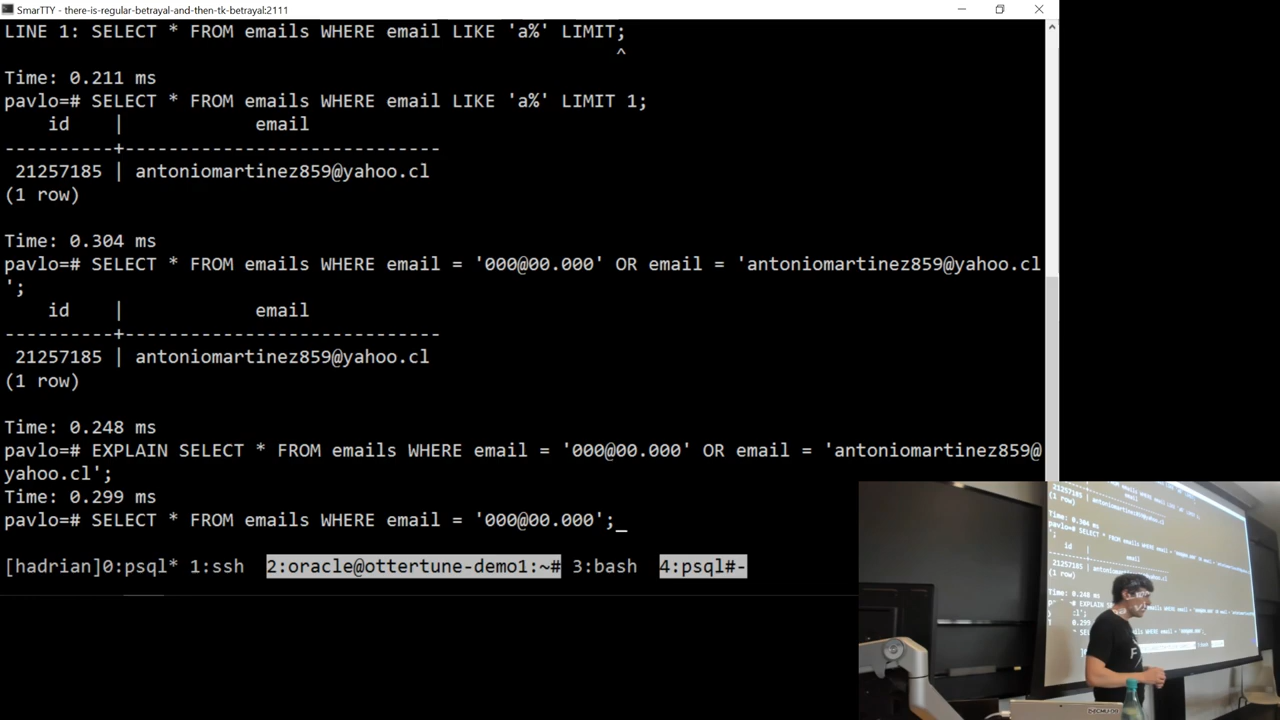 SmarTTY - there-is-regular-betrayal-and-then-tk-betrayal:2111
LINE 1: SELECT * FROM emails WHERE email LIKE 'a%' LIMIT;
^
Time: 0.211 ms
pavlo=# SELECT * FROM emails WHERE email LIKE 'a%' LIMIT 1;
id | email
----------+----------------------------
21257185 | antoniomartinez859@yahoo.cl
(1 row)
Time: 0.304 ms
pavlo=# SELECT * FROM emails WHERE email = '000@00.000' OR email = 'antoniomartinez859@yahoo.cl
';
id | email
----------+----------------------------
21257185 | antoniomartinez859@yahoo.cl
(1 row)
Time: 0.248 ms
pavlo=# EXPLAIN SELECT * FROM emails WHERE email = '000@00.000' OR email = 'antoniomartinez859@
yahoo.cl';
Time: 0.299 ms
pavlo=# SELECT * FROM emails WHERE email = '000@00.000';_
[hadrian]0:psql* 1:ssh 2:oracle@ottertune-demo1:~# 3:bash 4:psql#-